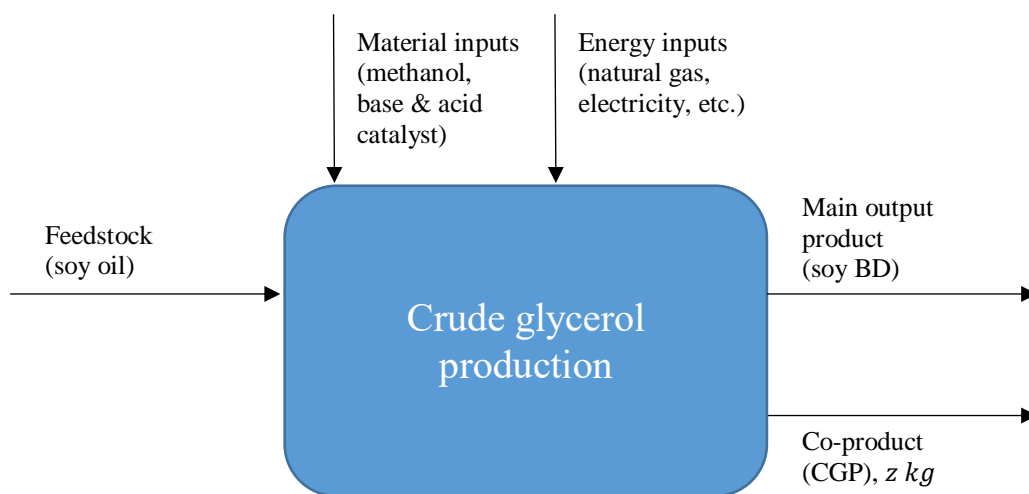 Material inputs
(methanol,
base & acid
catalyst)
Energy inputs
(natural gas,
electricity, etc.)
Feedstock
(soy oil)
Crude glycerol
production
Main output
product
(soy BD)
Co-product
(CGP), z kg